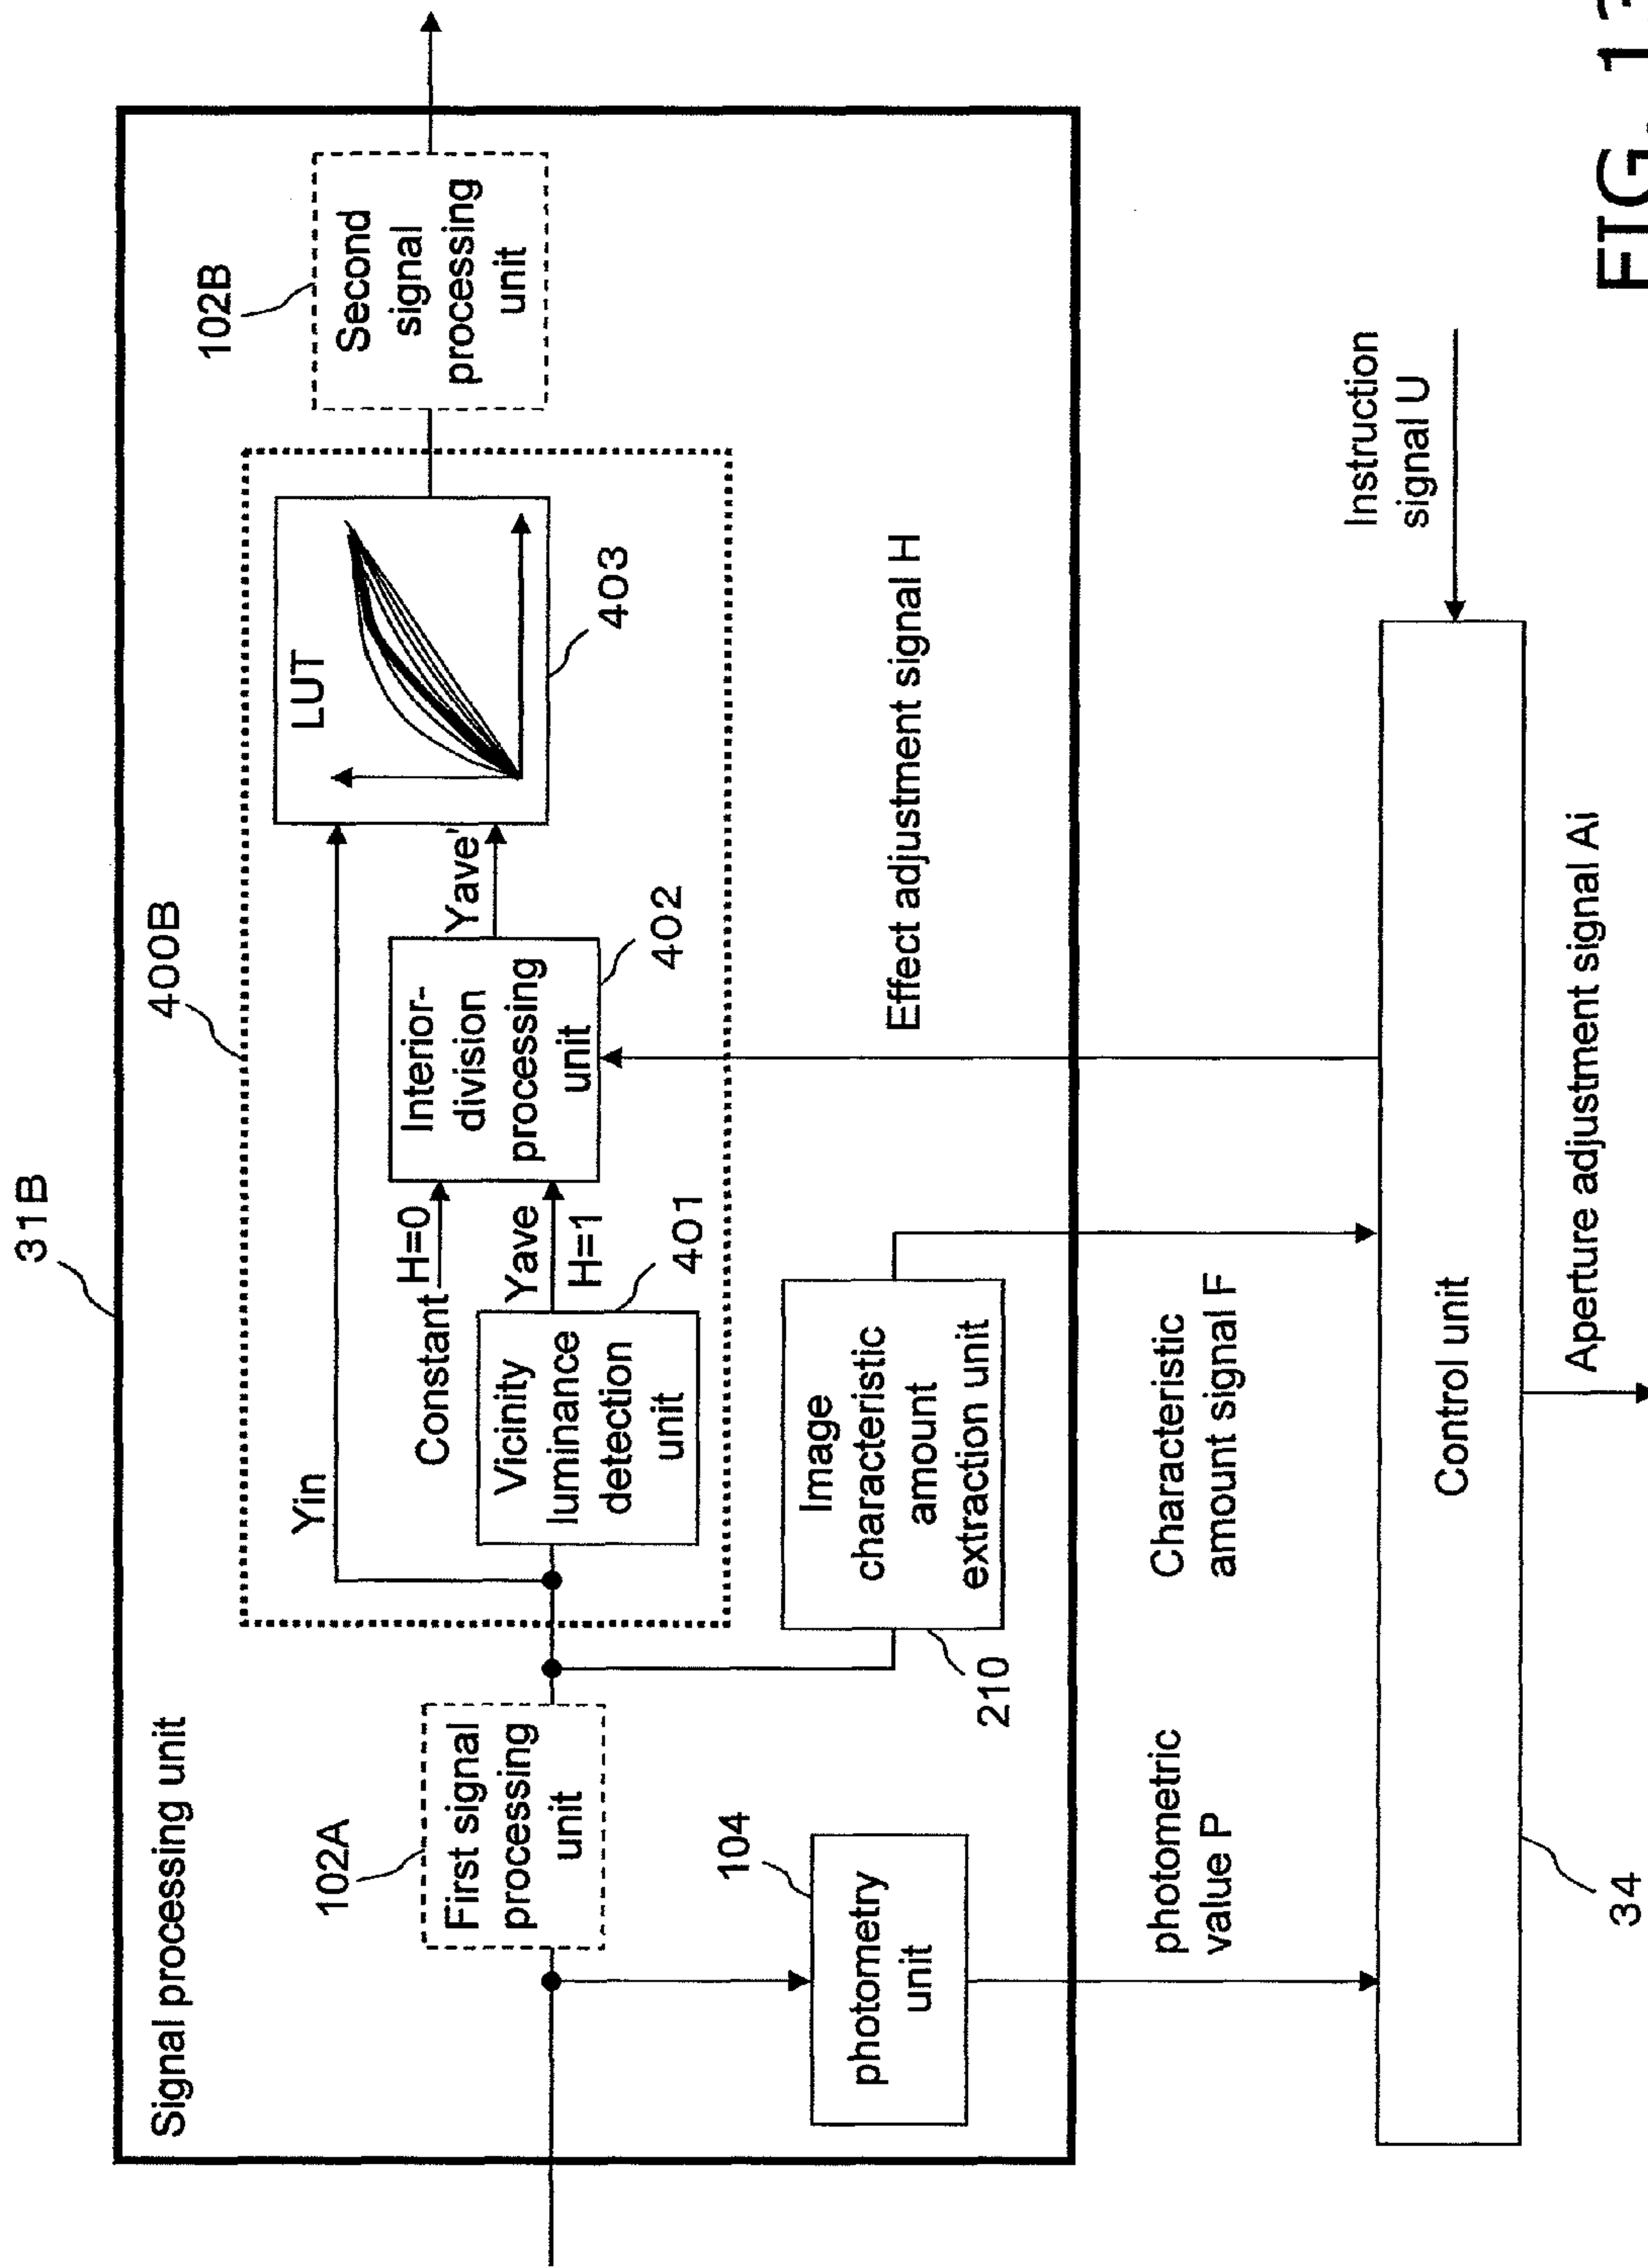 31B
Signal processing unit
400B
102B
Second
signal
processing
unit
LUT
403
Yin
Constant
H=0
Yave
H=1
Vicinity
luminance
detection
unit
401
Interior-
division
processing
unit
402
Yave'
102A
First signal
processing
unit
104
photometry
unit
Image
characteristic
amount
extraction unit
210
Effect adjustment signal H
photometric
value P
Characteristic
amount signal F
Instruction
signal U
Control unit
34
Aperture adjustment signal Ai
FIG.